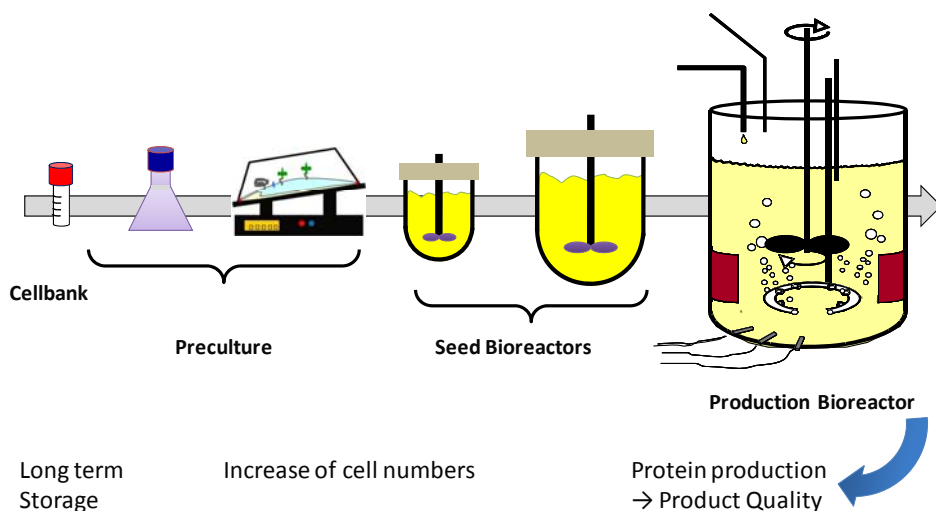 Cellbank
Preculture
Seed Bioreactors
Production Bioreactor
Long term
Storage
Increase of cell numbers
Protein production
→ Product Quality